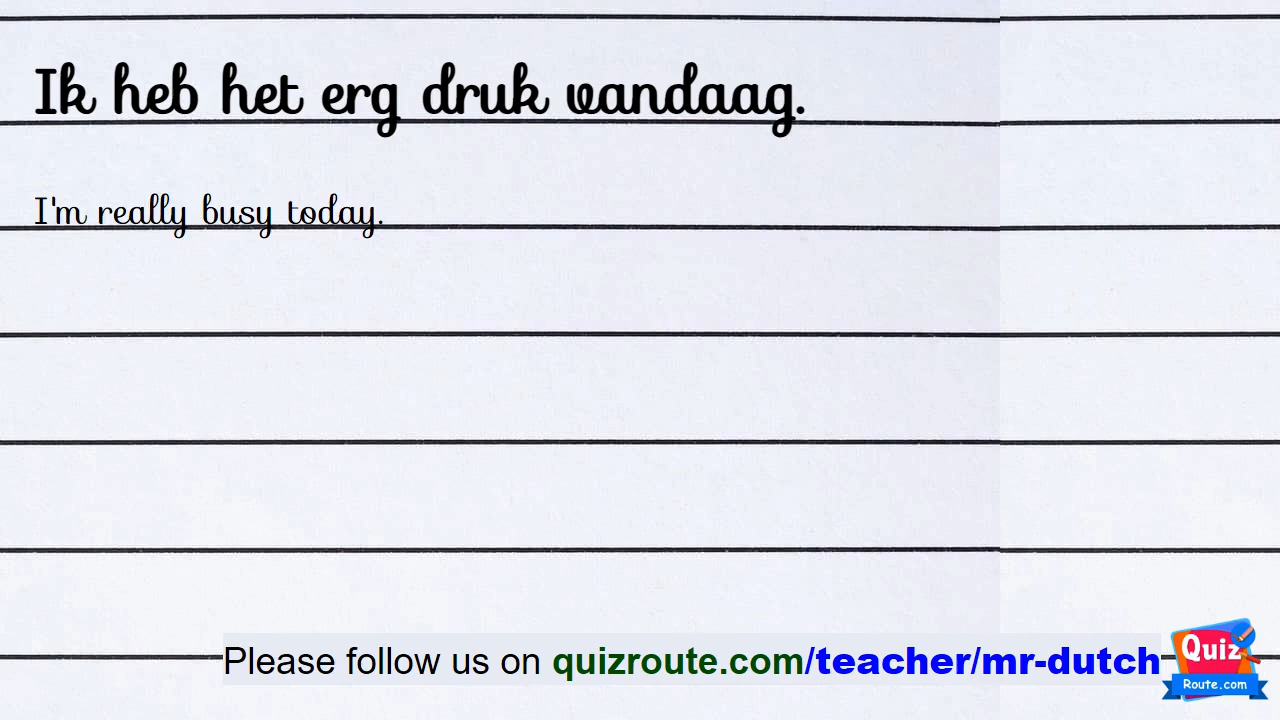 Ik heb het erg druk vandaag.
I'm really busy today.
Please follow us on quizroute.com/teacher/mr-dutch
Quiz
Route.com